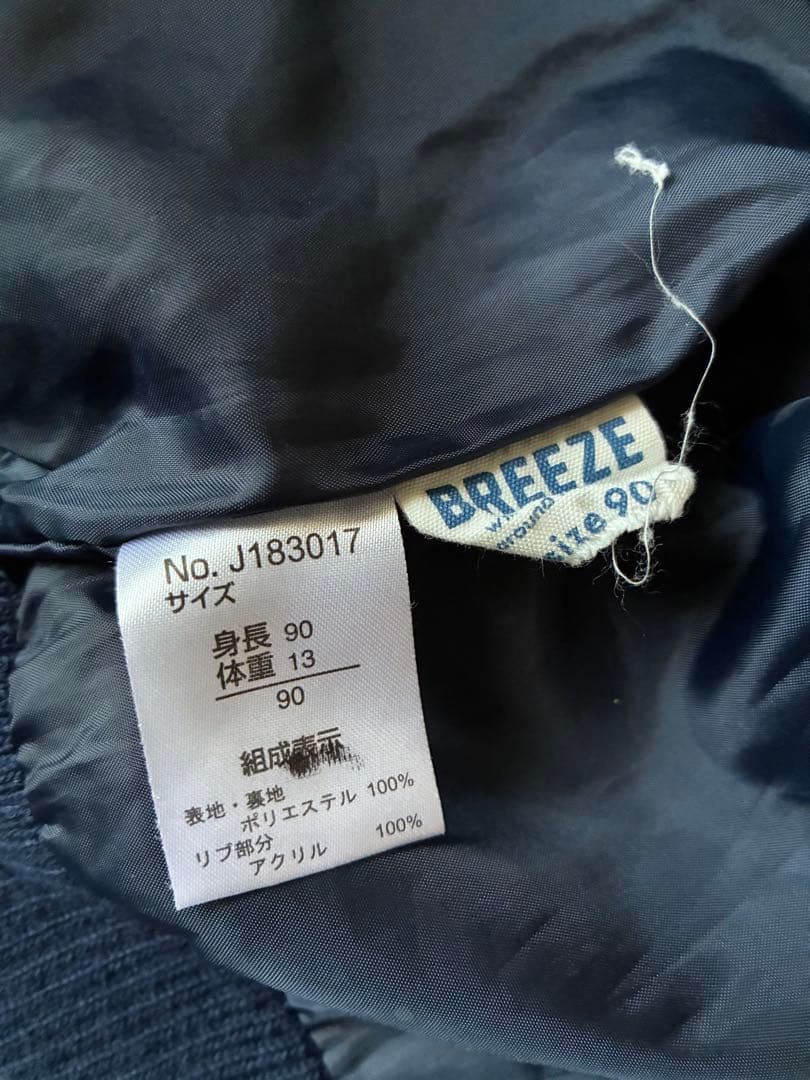 BREEZE
around
size 90
No. J183017
サイズ
身長 90
体重 13
90
組成表示
表地・裏地
ポリエステル 100%
リブ部分
アクリル 100%